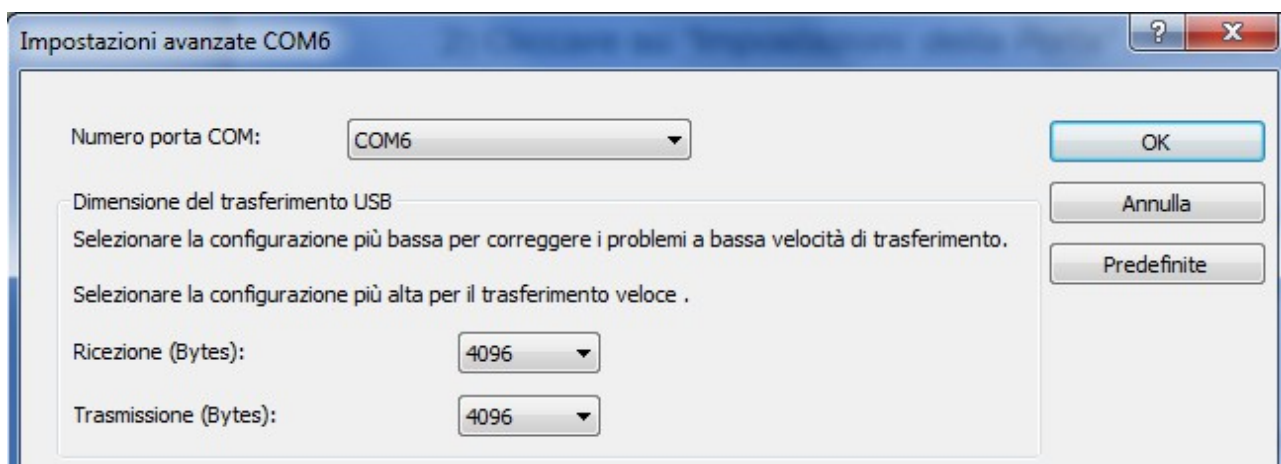 Impostazioni avanzate COM6
Numero porta COM:
COM6
OK
Dimensione del trasferimento USB
Annulla
Selezionare la configurazione più bassa per correggere i problemi a bassa velocità di trasferimento.
Predefinite
Selezionare la configurazione più alta per il trasferimento veloce .
Ricezione (Bytes):
4096
Trasmissione (Bytes):
4096